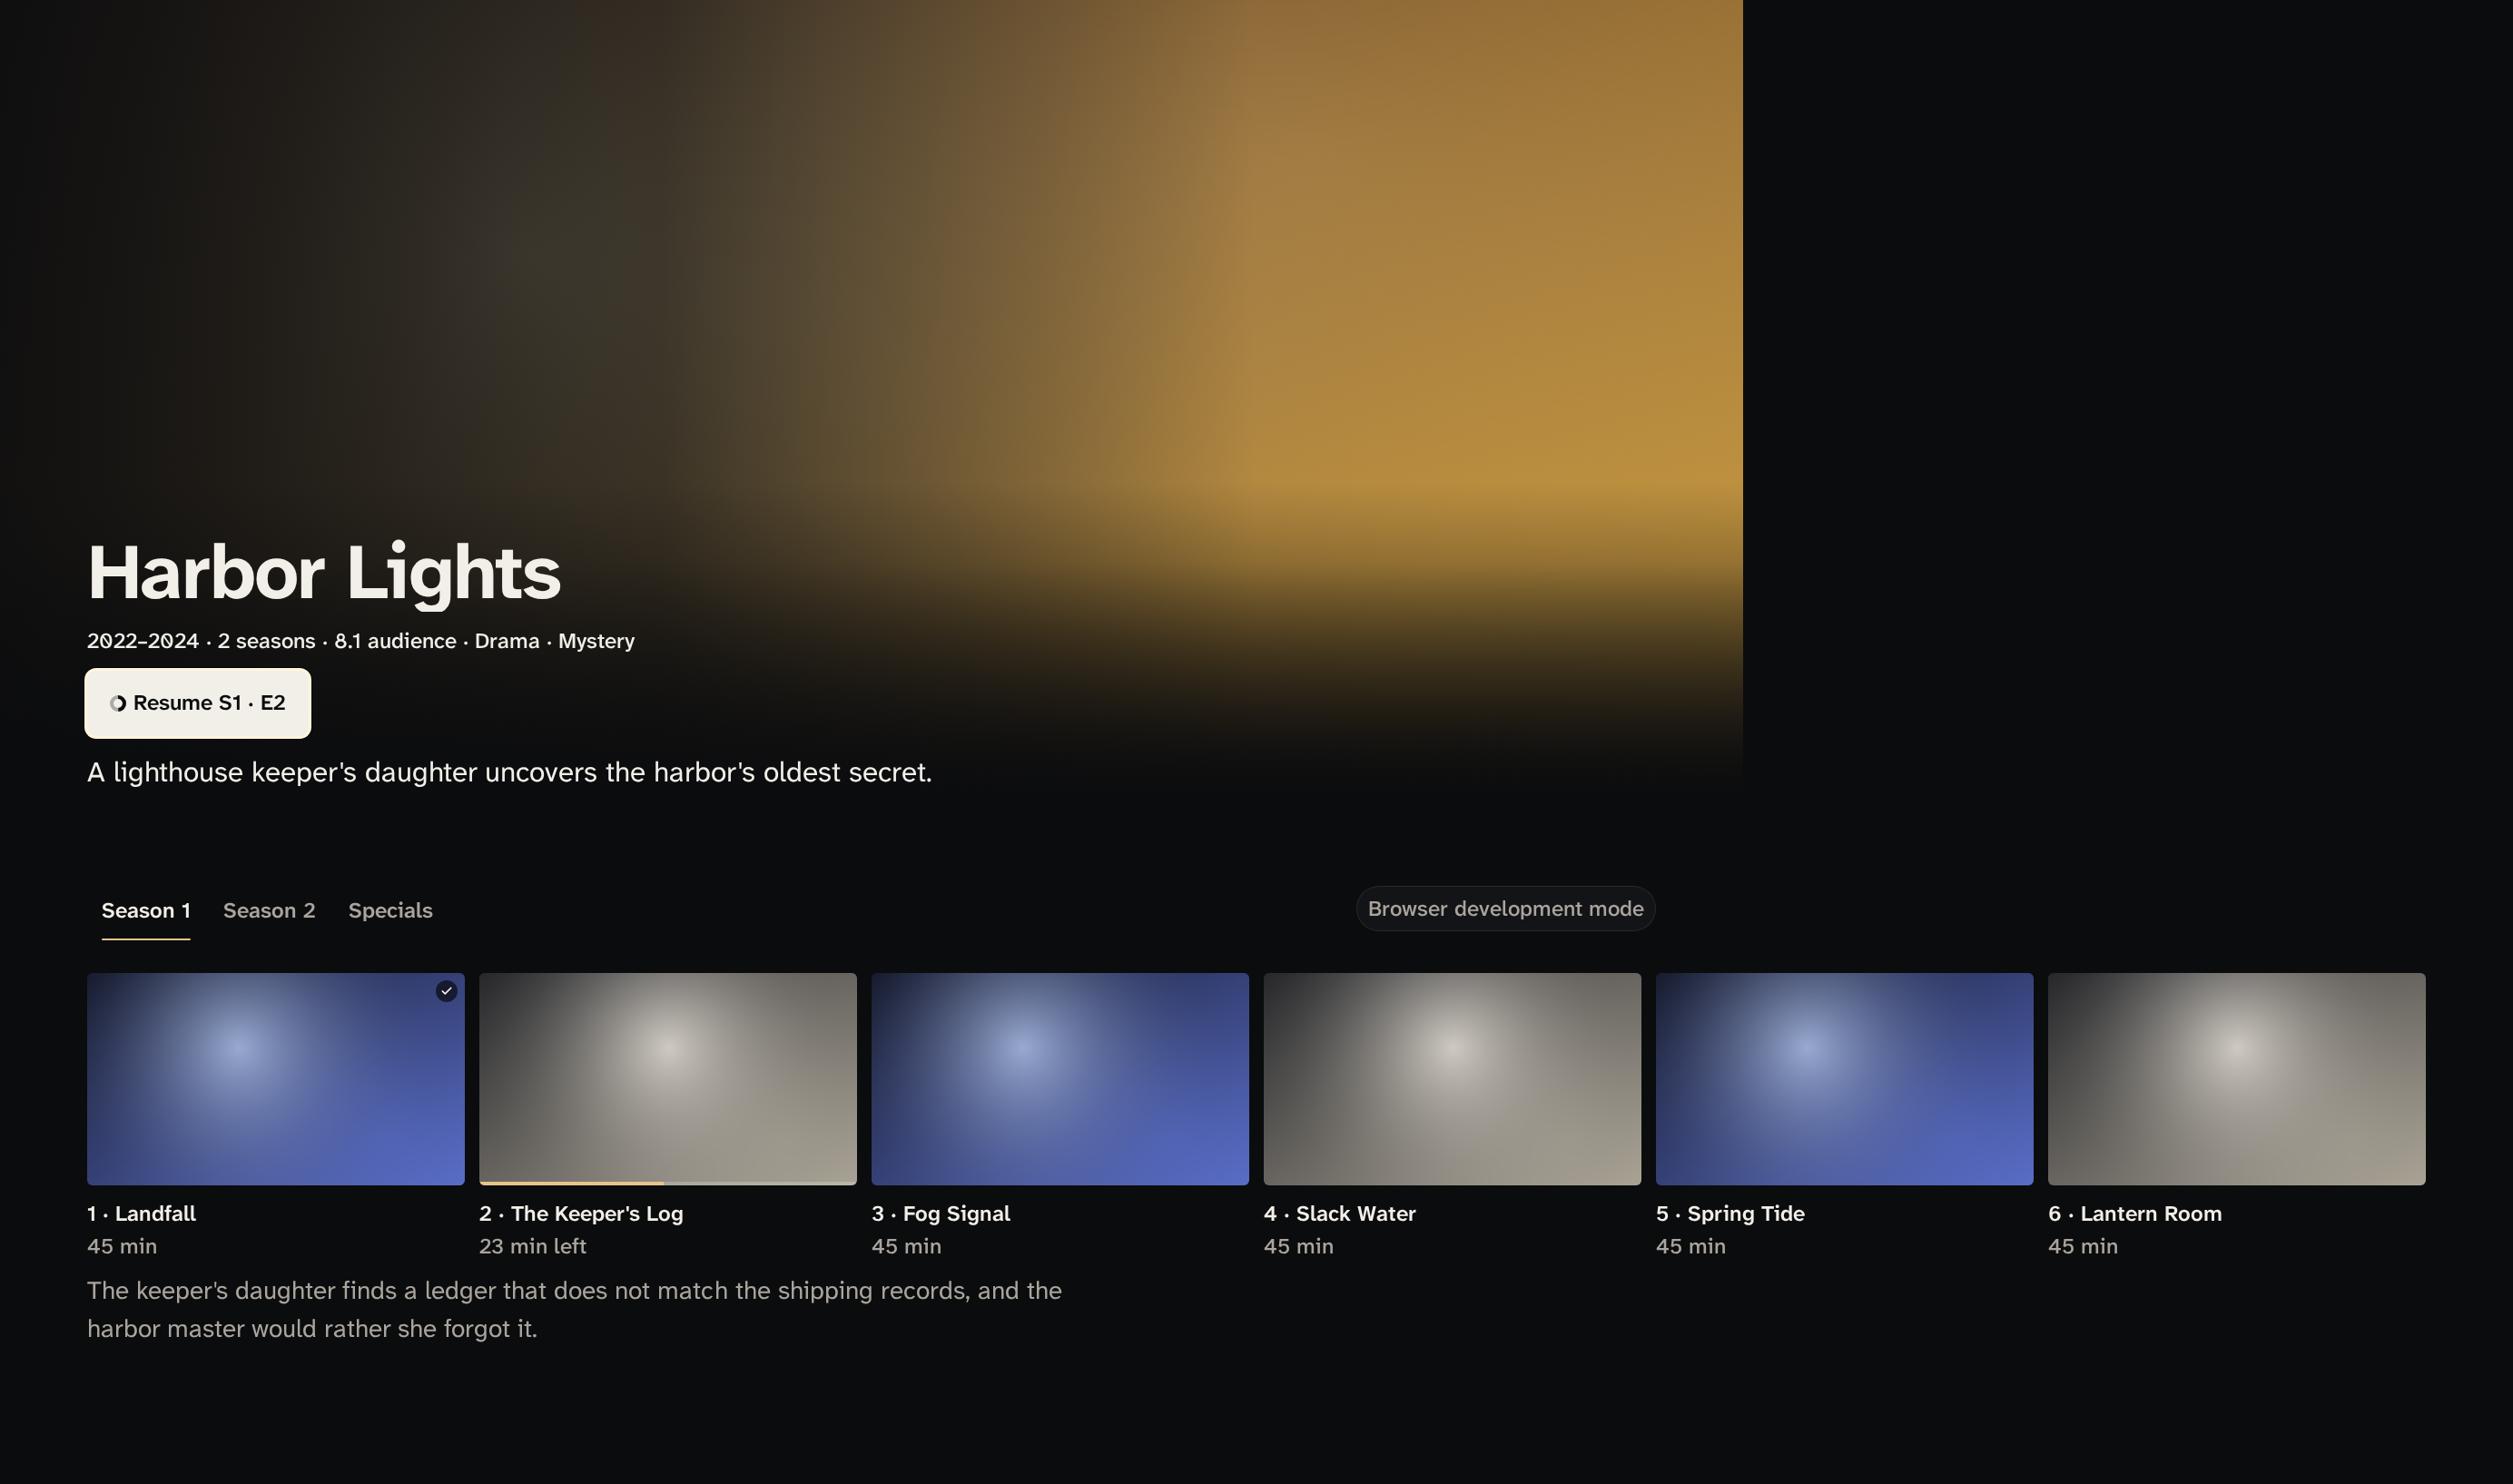 Harbor Lights
2022–2024 · 2 seasons · 8.1 audience · Drama · Mystery
Resume S1 · E2
A lighthouse keeper's daughter uncovers the harbor's oldest secret.
Season 1 Season 2 Specials
Browser development mode
1 · Landfall
45 min
2 · The Keeper's Log
23 min left
3 · Fog Signal
45 min
4 · Slack Water
45 min
5 · Spring Tide
45 min
6 · Lantern Room
45 min
The keeper's daughter finds a ledger that does not match the shipping records, and the
harbor master would rather she forgot it.